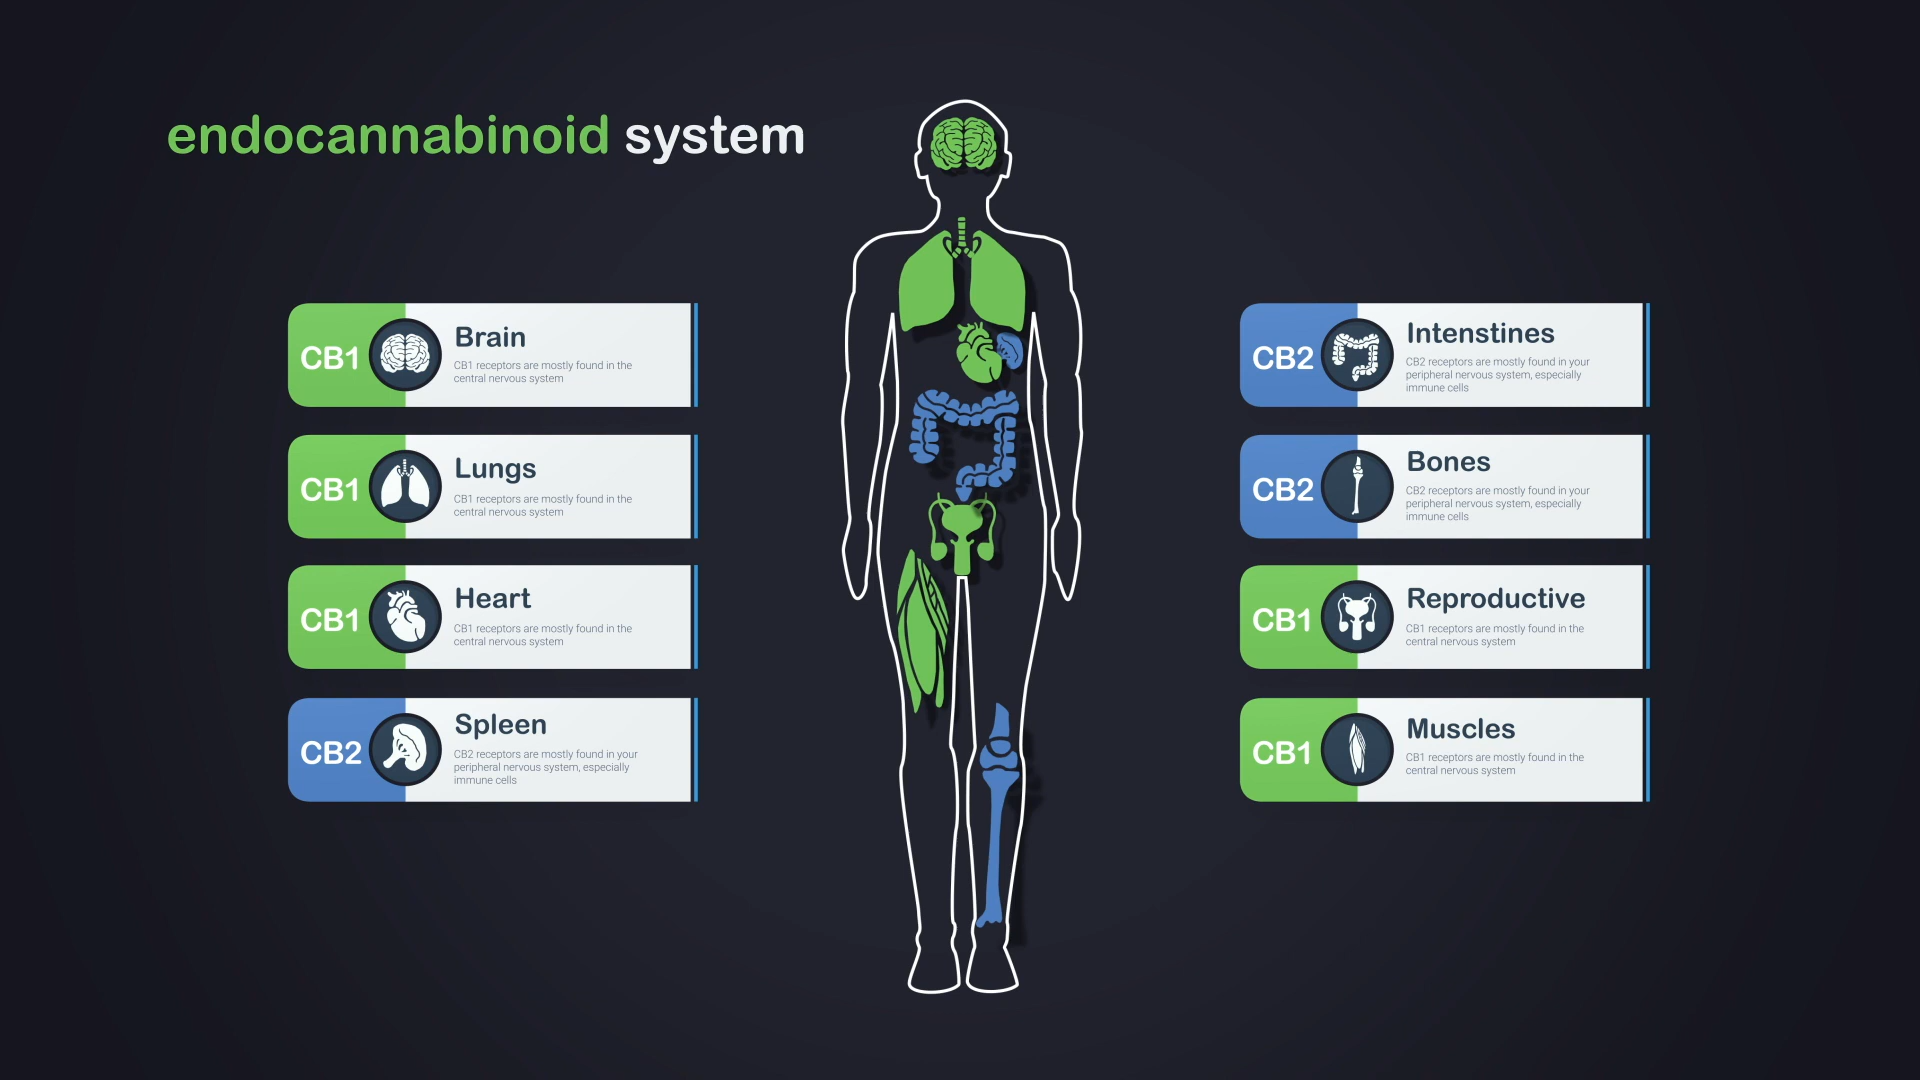 endocannabinoid system
CB1
Brain
CB1 receptors are mostly found in the
central nervous system
CB1
Lungs
CB1 receptors are mostly found in the
central nervous system
CB1
Heart
CB1 receptors are mostly found in the
central nervous system
CB2
Spleen
CB2 receptors are mostly found in your
peripheral nervous system, especially
immune cells
CB2
Intenstines
CB2 receptors are mostly found in your
peripheral nervous system, especially
immune cells
CB2
Bones
CB2 receptors are mostly found in your
peripheral nervous system, especially
immune cells
CB1
Reproductive
CB1 receptors are mostly found in the
central nervous system
CB1
Muscles
CB1 receptors are mostly found in the
central nervous system